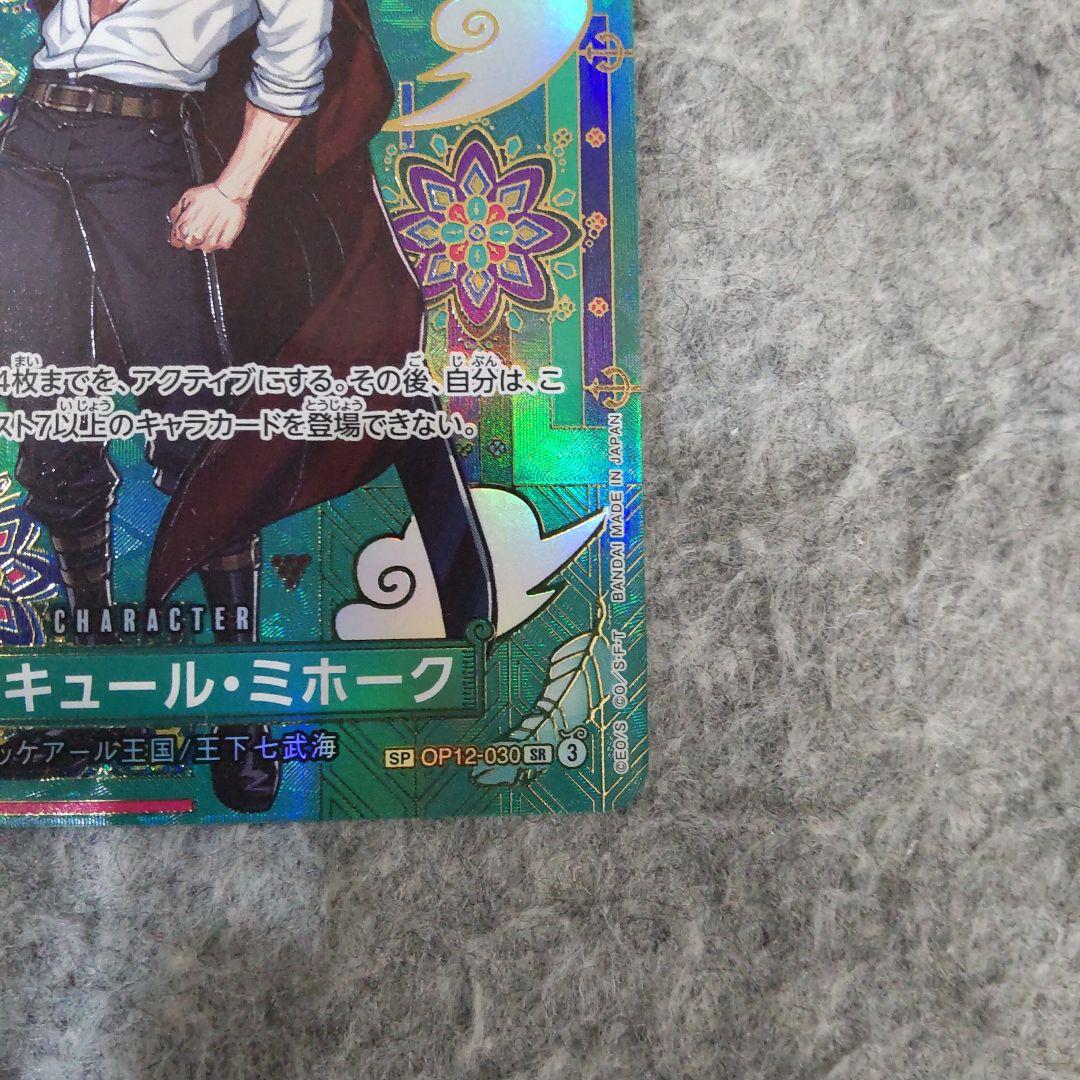 4枚までを、アクティブにする。その後、自分は、こ
スト7以上のキャラカードを登場できない。
CHARACTER
キュール・ミホーク
ッケアール王国/王下七武海
SP OP12-030 SR 3
©EO/S ©O/S·F·T BANDAI MADE IN JAPAN